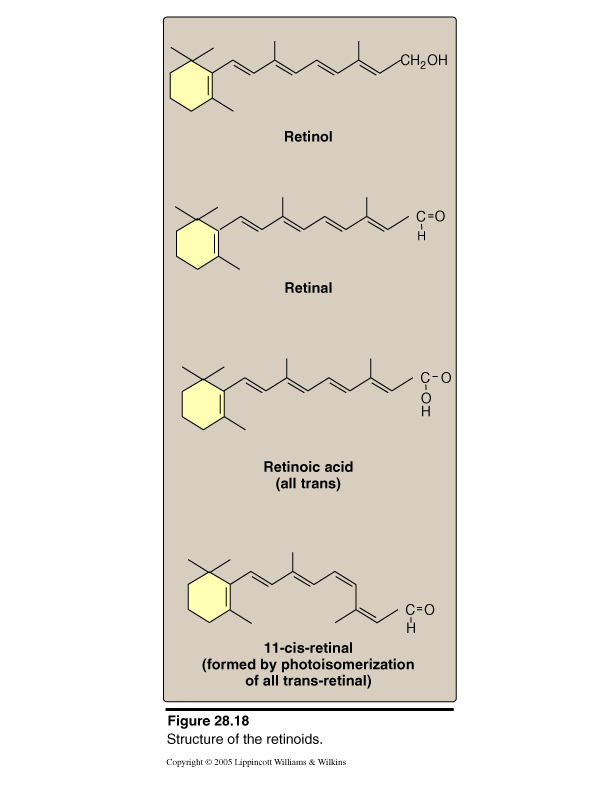 CH2OH
Retinol
C=O
H
Retinal
C-O
O
H
Retinoic acid
(all trans)
C=O
H
11-cis-retinal
(formed by photoisomerization
of all trans-retinal)
Figure 28.18
Structure of the retinoids.
Copyright © 2005 Lippincott Williams & Wilkins